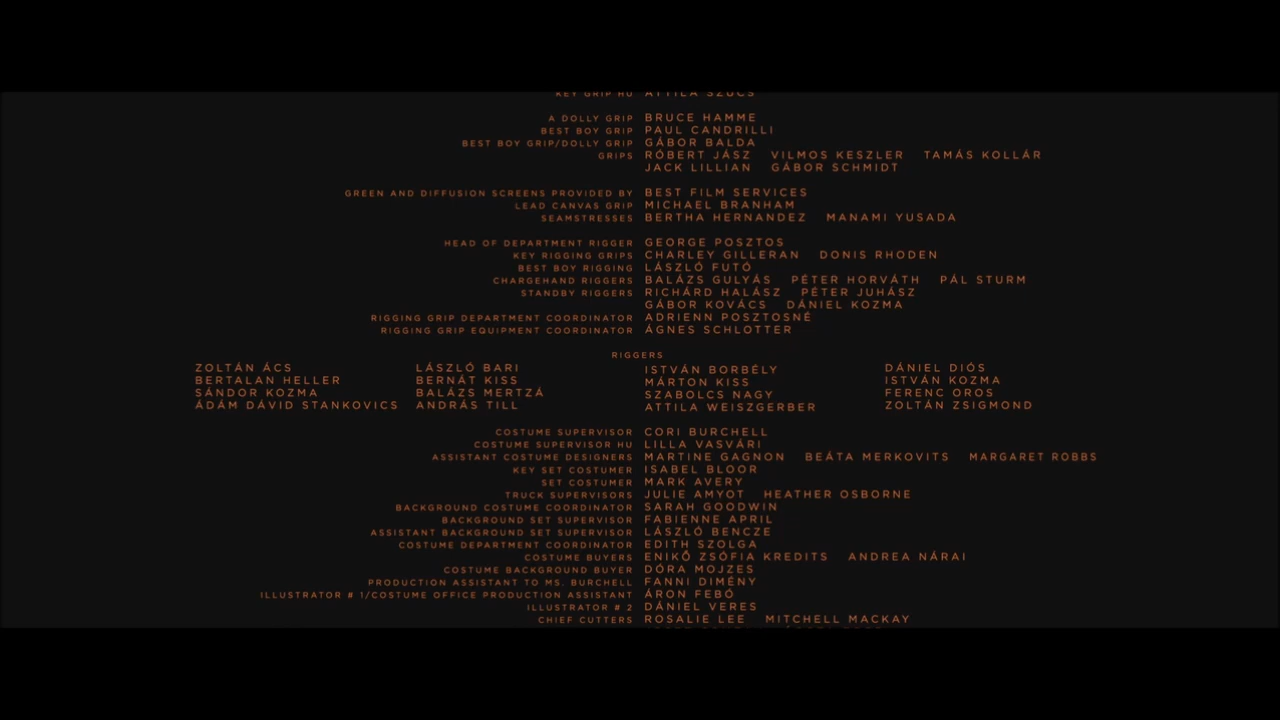 KEY GRIP HU ATTILA SZUCS
A DOLLY GRIP BRUCE HAMME
BEST BOY GRIP PAUL CANDRILLI
BEST BOY GRIP/DOLLY GRIP GÁBOR BALDA
GRIPS RÓBERT JÁSZ VILMOS KESZLER TAMÁS KOLLÁR
JACK LILLIAN GÁBOR SCHMIDT
GREEN AND DIFFUSION SCREENS PROVIDED BY BEST FILM SERVICES
LEAD CANVAS GRIP MICHAEL BRANHAM
SEAMSTRESSES BERTHA HERNANDEZ MANAMI YUSADA
HEAD OF DEPARTMENT RIGGER GEORGE POSZTOS
KEY RIGGING GRIPS CHARLEY GILLERAN DONIS RHODEN
BEST BOY RIGGING LÁSZLÓ FUTÓ
CHARGEHAND RIGGERS BALÁZS GULYÁS PÉTER HORVÁTH PÁL STURM
STANDBY RIGGERS RICHÁRD HALÁSZ PÉTER JUHÁSZ
GÁBOR KOVÁCS DÁNIEL KOZMA
RIGGING GRIP DEPARTMENT COORDINATOR ADRIENN POSZTOSNÉ
RIGGING GRIP EQUIPMENT COORDINATOR ÁGNES SCHLOTTER
RIGGERS
ZOLTÁN ÁCS LÁSZLÓ BARI ISTVÁN BORBÉLY DÁNIEL DIÓS
BERTALAN HELLER BERNÁT KISS MÁRTON KISS ISTVÁN KOZMA
SÁNDOR KOZMA BALÁZS MERTZÁ SZABOLCS NAGY FERENC OROS
ÁDÁM DÁVID STANKOVICS ANDRÁS TILL ATTILA WEISZGERBER ZOLTÁN ZSIGMOND
COSTUME SUPERVISOR CORI BURCHELL
COSTUME SUPERVISOR HU LILLA VASVÁRI
ASSISTANT COSTUME DESIGNERS MARTINE GAGNON BEÁTA MERKOVITS MARGARET ROBBS
KEY SET COSTUMER ISABEL BLOOR
SET COSTUMER MARK AVERY
TRUCK SUPERVISORS JULIE AMYOT HEATHER OSBORNE
BACKGROUND COSTUME COORDINATOR SARAH GOODWIN
BACKGROUND SET SUPERVISOR FABIENNE APRIL
ASSISTANT BACKGROUND SET SUPERVISOR LÁSZLÓ BENCZE
COSTUME DEPARTMENT COORDINATOR EDITH SZOLGA
COSTUME BUYERS ENIKŐ ZSÓFIA KREDITS ANDREA NÁRAI
COSTUME BACKGROUND BUYER DÓRA MOJZES
PRODUCTION ASSISTANT TO MS. BURCHELL FANNI DIMÉNY
ILLUSTRATOR # 1/COSTUME OFFICE PRODUCTION ASSISTANT ÁRON FEBŐ
ILLUSTRATOR # 2 DÁNIEL VERES
CHIEF CUTTERS ROSALIE LEE MITCHELL MACKAY